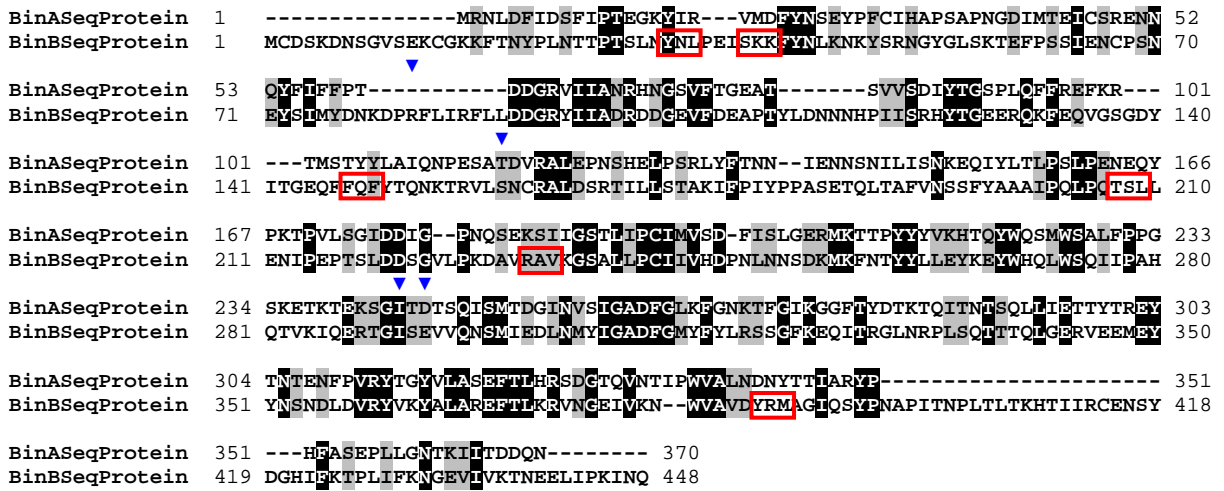 BinASeqProtein 1 ---------------MRNLDFIDSFIPTEGKYIR---VMDFYNSEYPFCIHAPSAPNGDIMTEICSRENN 52
BinBSeqProtein 1 MCDSKDNSGVSEKCGKKFTNYPLNTTPTSLNYNLPEISKKFYNLKNKYSRNGYGLSKTEFPSSIENCPSN 70
BinASeqProtein 53 QYFIFFPT-----------DDGRVIIANRHNGSVFTGEAT-------SVVSDIYTGSPLQFFREFKR--- 101
BinBSeqProtein 71 EYSIMYDNKDPRFLIRFLLDDGRYIIADRDDGEVFDEAPTYLDNNNHPIISRHYTGEERQKFEQVGSGDY 140
BinASeqProtein 101 ---TMSTYYLAIQNPESATDVRALEPNSHELPSRLYFTNN--IENNSNILISNKEQIYLTLPSLPENEQY 166
BinBSeqProtein 141 ITGEQFFQFYTQNKTRVLSNCRALDSRTILLSTAKIFPIYPPASETQLTAFVNSSFYAAAIPQLPQTSLL 210
BinASeqProtein 167 PKTPVLSGIDDIG--PNQSEKSIIGSTLIPCIMVSD-FISLGERMKTTPYYYVKHTQYWQSMWSALFPPG 233
BinBSeqProtein 211 ENIPEPTSLDDSGVLPKDAVRAVKGSALLPCIIVHDPNLNNSDKMKFNTYYLLEYKEYWHQLWSQIIPAH 280
BinASeqProtein 234 SKETKTEKSGITDTSQISMTDGINVSIGADFGLKFGNKTFGIKGGFTYDTKTQITNTSQLLIETTYTREY 303
BinBSeqProtein 281 QTVKIQERTGISEVVQNSMIEDLNMYIGADFGMYFYLRSSGFKEQITRGLNRPLSQTTTQLGERVEEMEY 350
BinASeqProtein 304 TNTENFPVRYTGYVLASEFTLHRSDGTQVNTIPWVALNDNYTTIARYP---------------------- 351
BinBSeqProtein 351 YNSNDLDVRYVKYALAREFTLKRVNGEIVKN--WVAVDYRMAGIQSYPNAPITNPLTLTKHTIIRCENSY 418
BinASeqProtein 351 ---HFASEPLLGNTKIITDDQN-------- 370
BinBSeqProtein 419 DGHIFKTPLIFKNGEVIVKTNEELIPKINQ 448